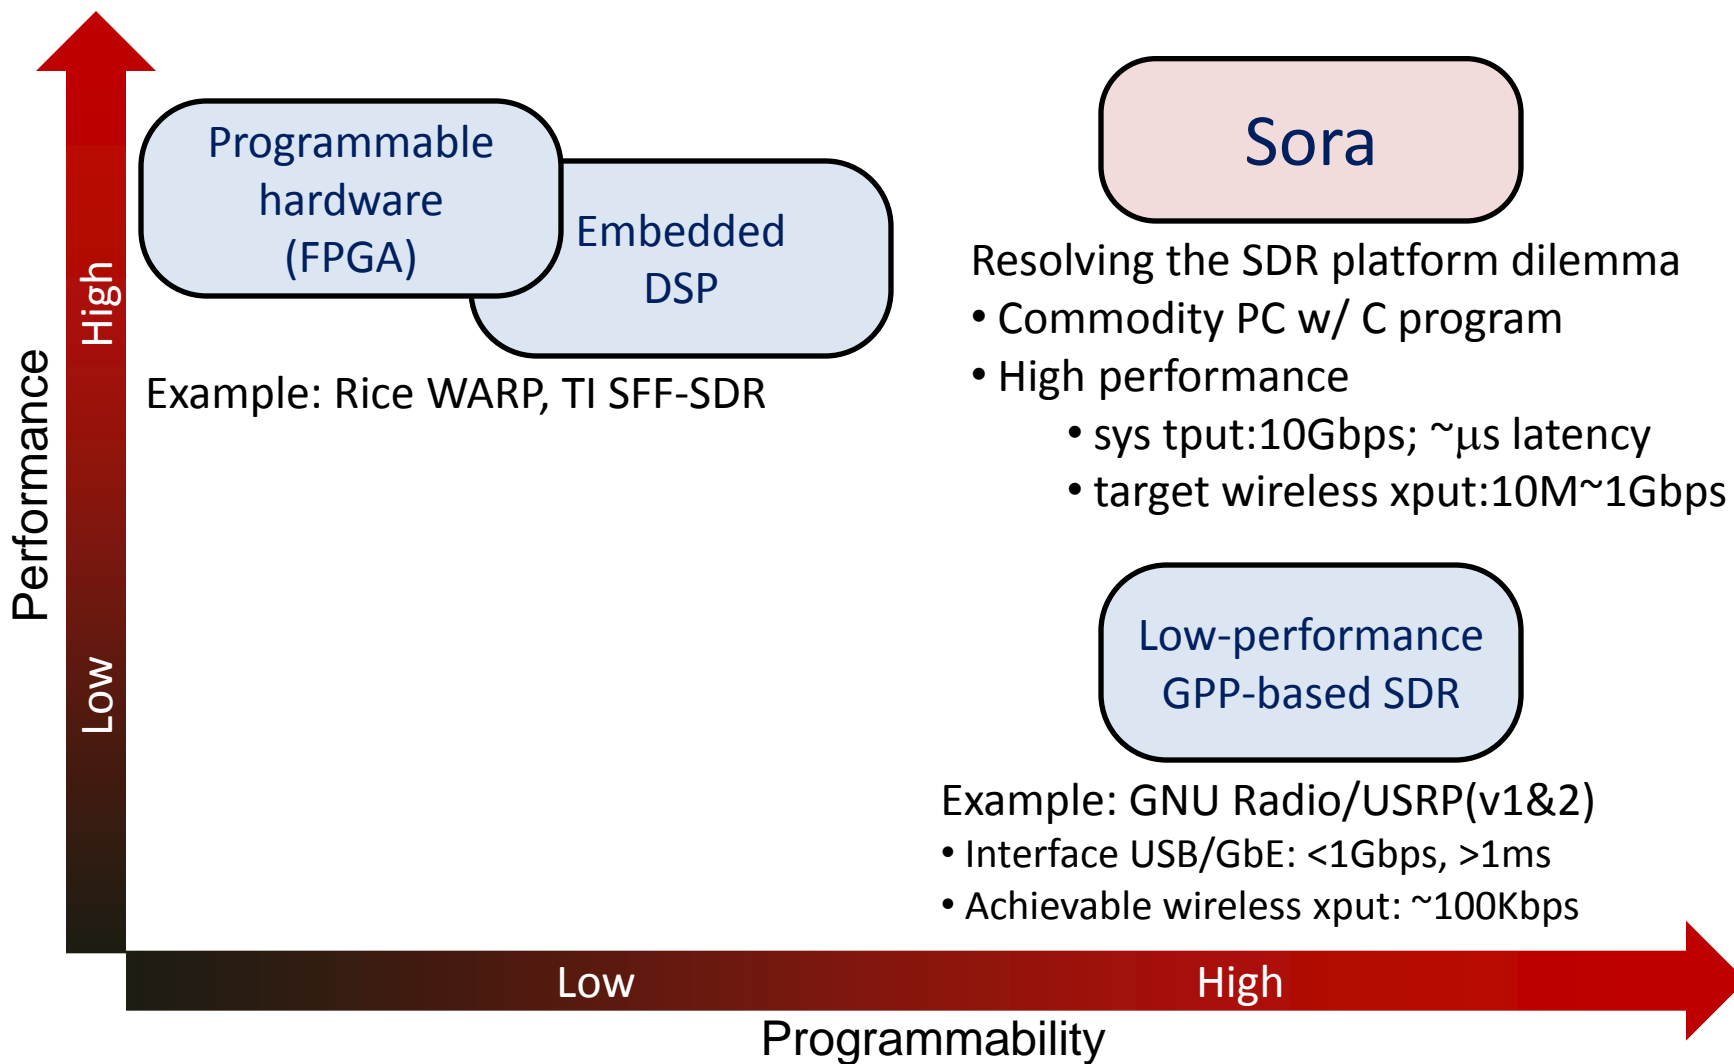 Programmable
hardware
(FPGA)
Embedded
DSP
Example: Rice WARP, TI SFF-SDR
Sora
Resolving the SDR platform dilemma
• Commodity PC w/ C program
• High performance
• sys tput:10Gbps; ~μs latency
• target wireless xput:10M~1Gbps
Low-performance
GPP-based SDR
Example: GNU Radio/USRP(v1&2)
• Interface USB/GbE: <1Gbps, >1ms
• Achievable wireless xput: ~100Kbps
High
Low
Performance
Low
High
Programmability